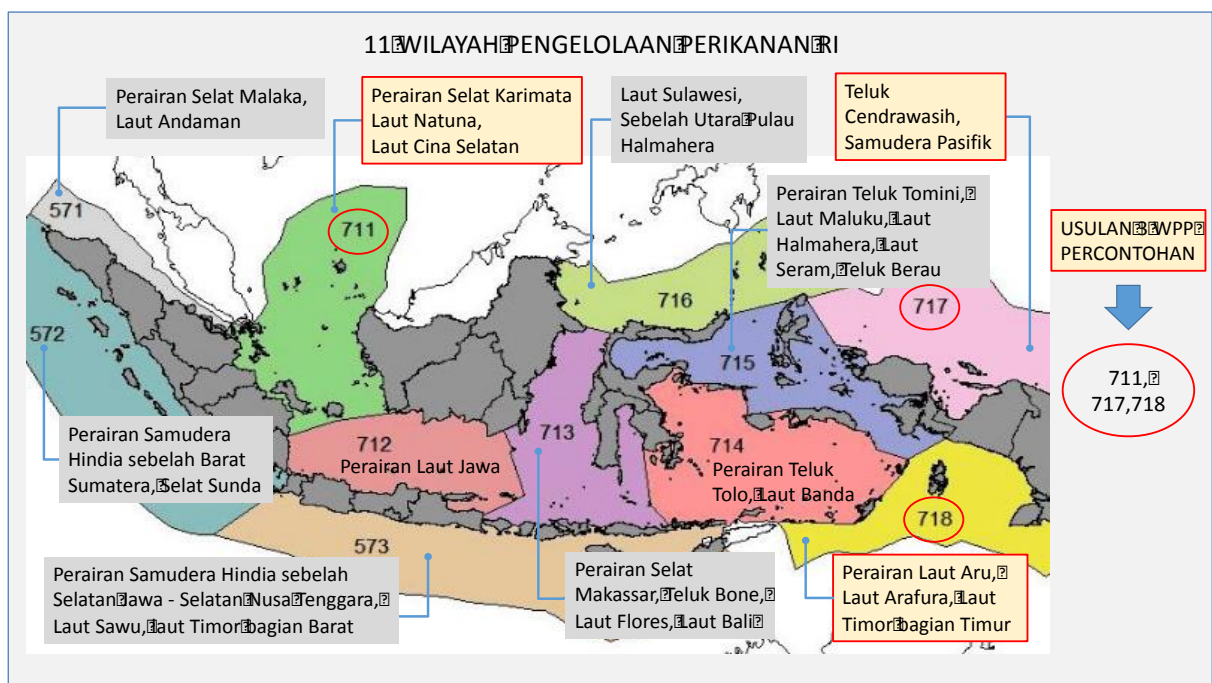 11 WILAYAH PENGELOLAAN PERIKANAN RI
Perairan Selat Malaka,
Laut Andaman
Perairan Selat Karimata
Laut Natuna,
Laut Cina Selatan
Laut Sulawesi,
Sebelah Utara Pulau
Halmahera
Teluk
Cendrawasih,
Samudera Pasifik
Perairan Teluk Tomini,
Laut Maluku, Laut
Halmahera, Laut
Seram, Teluk Berau
USULAN 3 WPP
PERCONTOHAN
711,
717,718
571
711
716
717
572
715
712
Perairan Laut Jawa
713
714
Perairan Teluk
Tolo, Laut Banda
718
573
Perairan Samudera
Hindia sebelah Barat
Sumatera, Selat Sunda
Perairan Samudera Hindia sebelah
Selatan Jawa - Selatan Nusa Tenggara,
Laut Sawu, Laut Timor bagian Barat
Perairan Selat
Makassar, Teluk Bone,
Laut Flores, Laut Bali
Perairan Laut Aru,
Laut Arafura, Laut
Timor bagian Timur